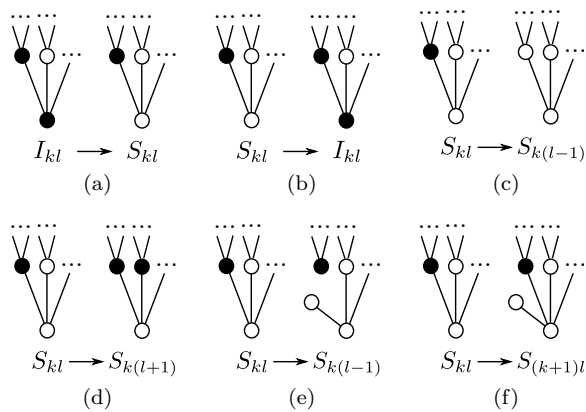 ... ... ... ... ... ... ... ... ... ... ... ...
... ... ... ... ... ...
I_{kl} → S_{kl} S_{kl} → I_{kl} S_{kl} → S_{k(l−1)}
(a) (b) (c)
... ... ... ... ... ... ... ... ... ... ... ...
... ... ... ... ... ...
S_{kl} → S_{k(l+1)} S_{kl} → S_{k(l−1)} S_{kl} → S_{(k+1)l}
(d) (e) (f)